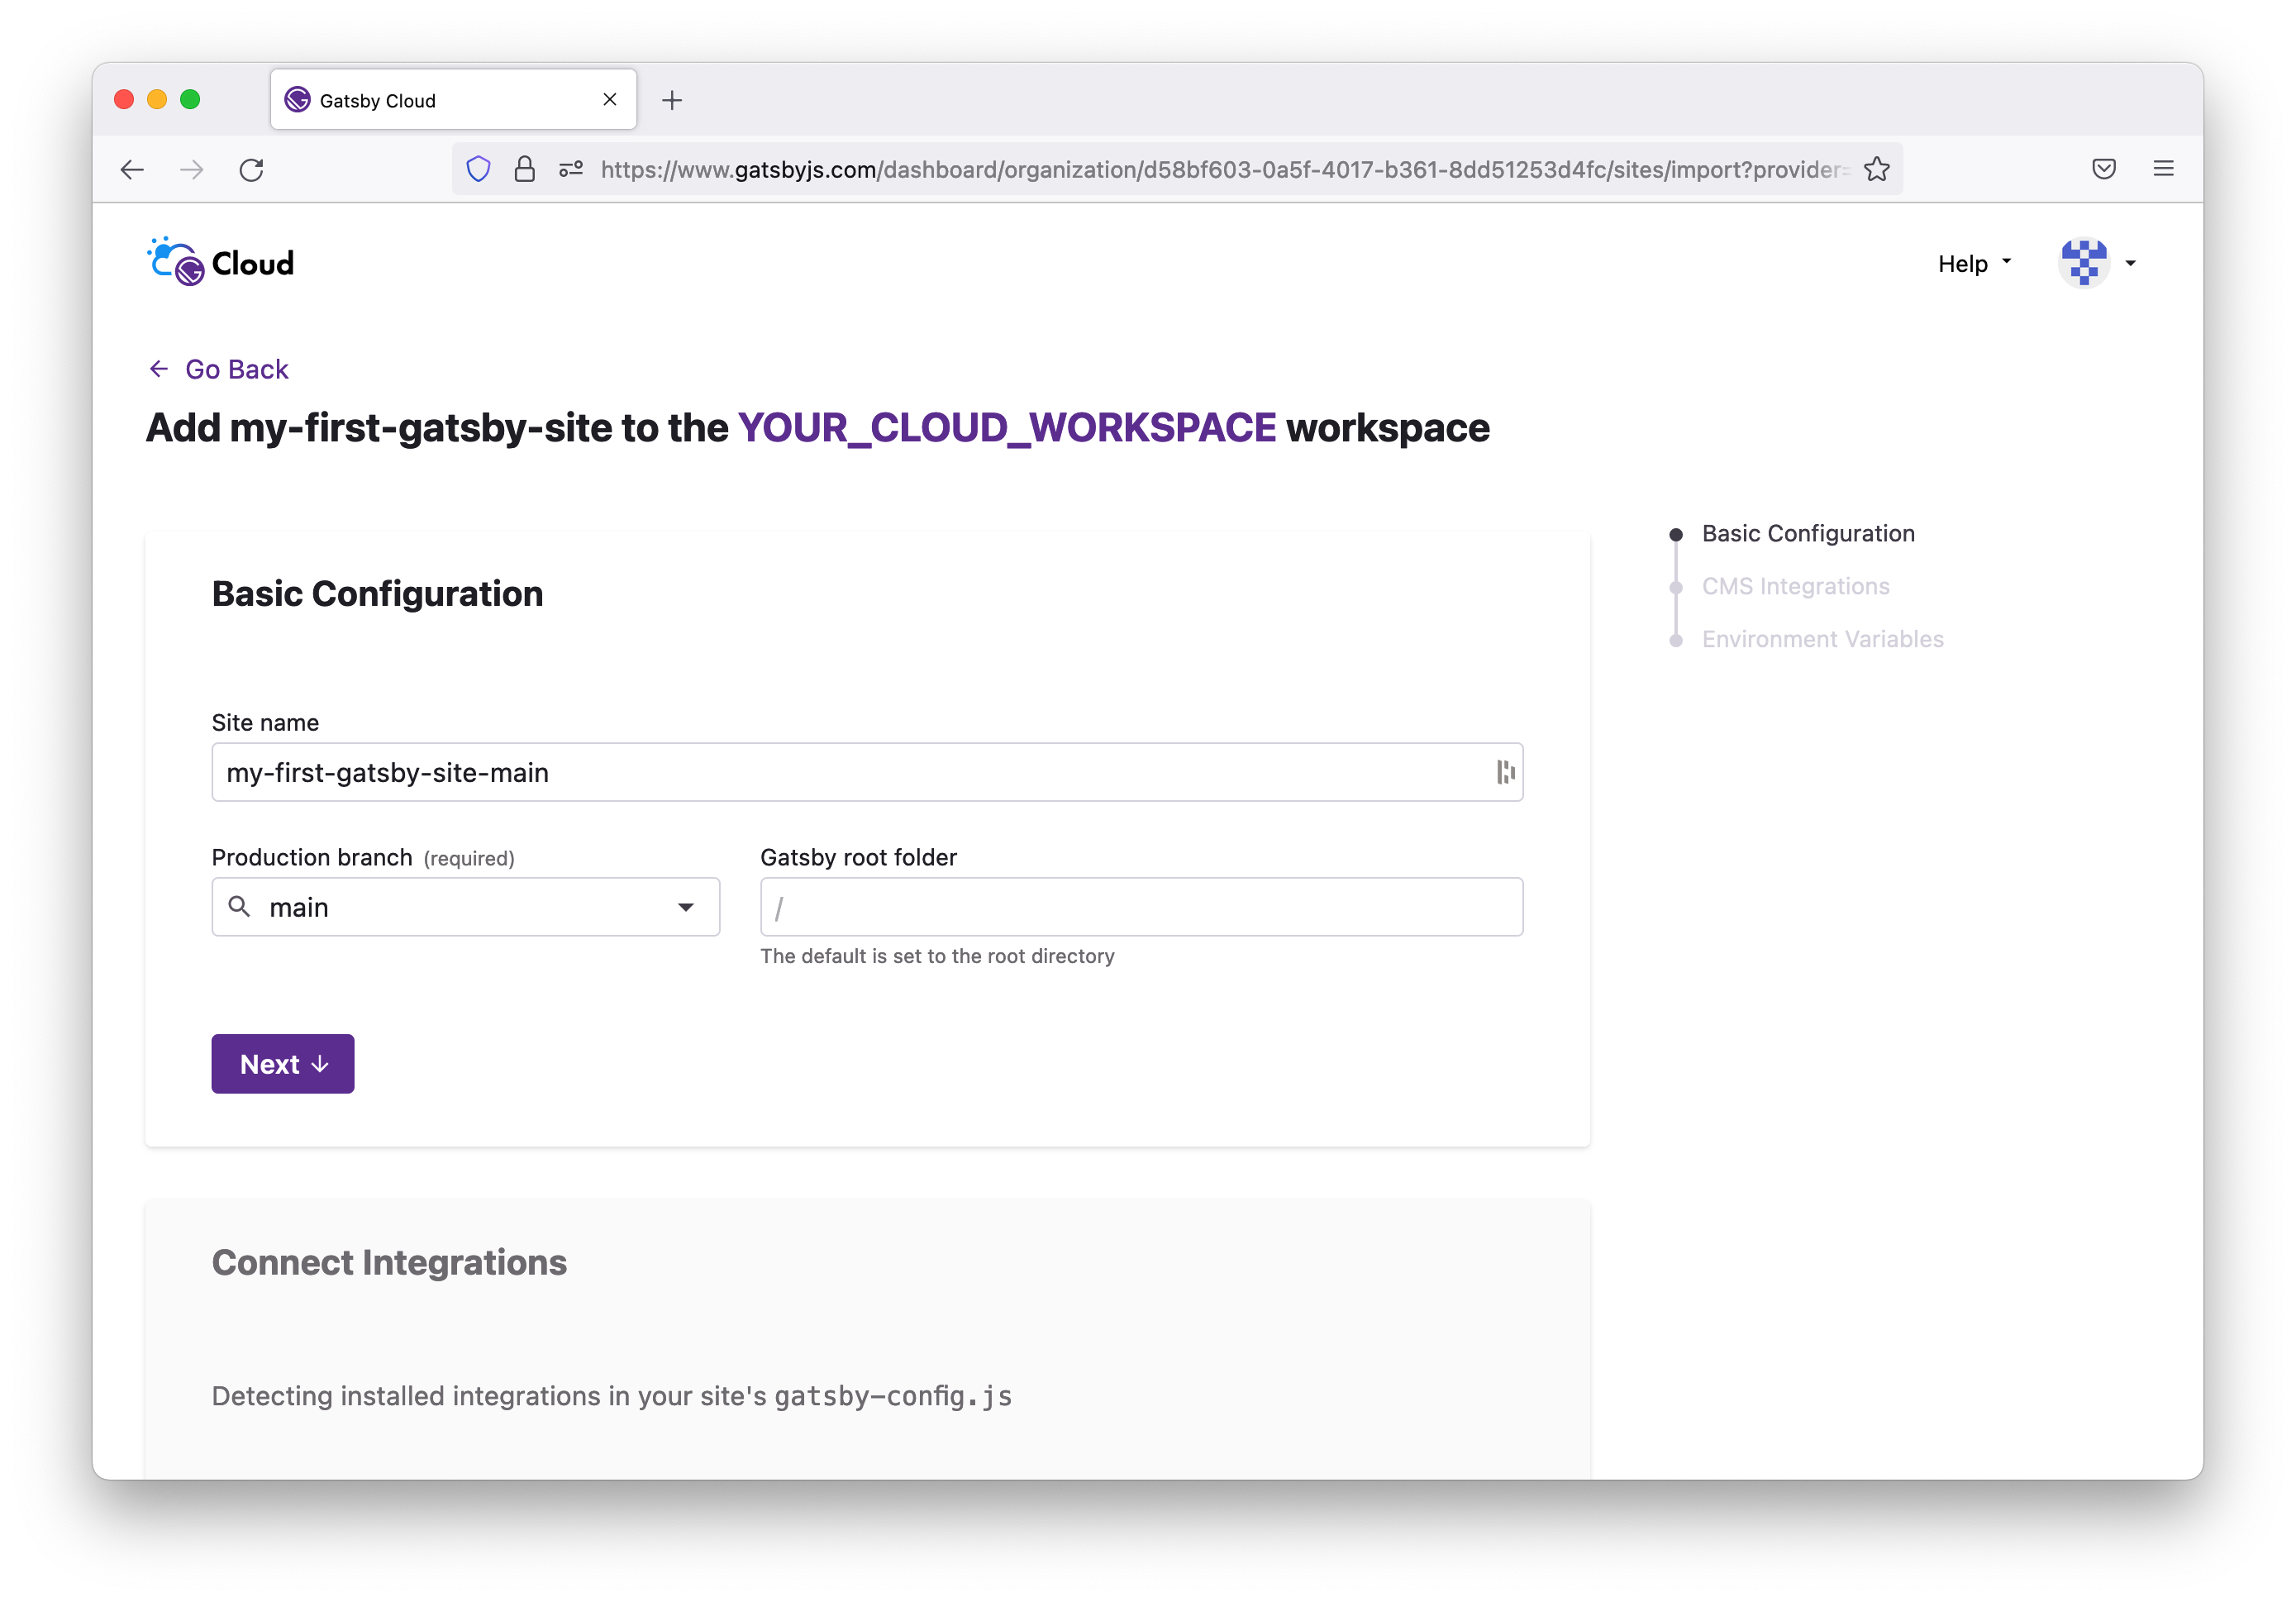 Gatsby Cloud
https://www.gatsbyjs.com/dashboard/organization/d58bf603-0a5f-4017-b361-8dd51253d4fc/sites/import?provider=
Cloud
Help
← Go Back
Add my-first-gatsby-site to the YOUR_CLOUD_WORKSPACE workspace
Basic Configuration
CMS Integrations
Environment Variables
Basic Configuration
Site name
my-first-gatsby-site-main
Production branch (required)
Gatsby root folder
main
/
The default is set to the root directory
Next ↓
Connect Integrations
Detecting installed integrations in your site's gatsby-config.js